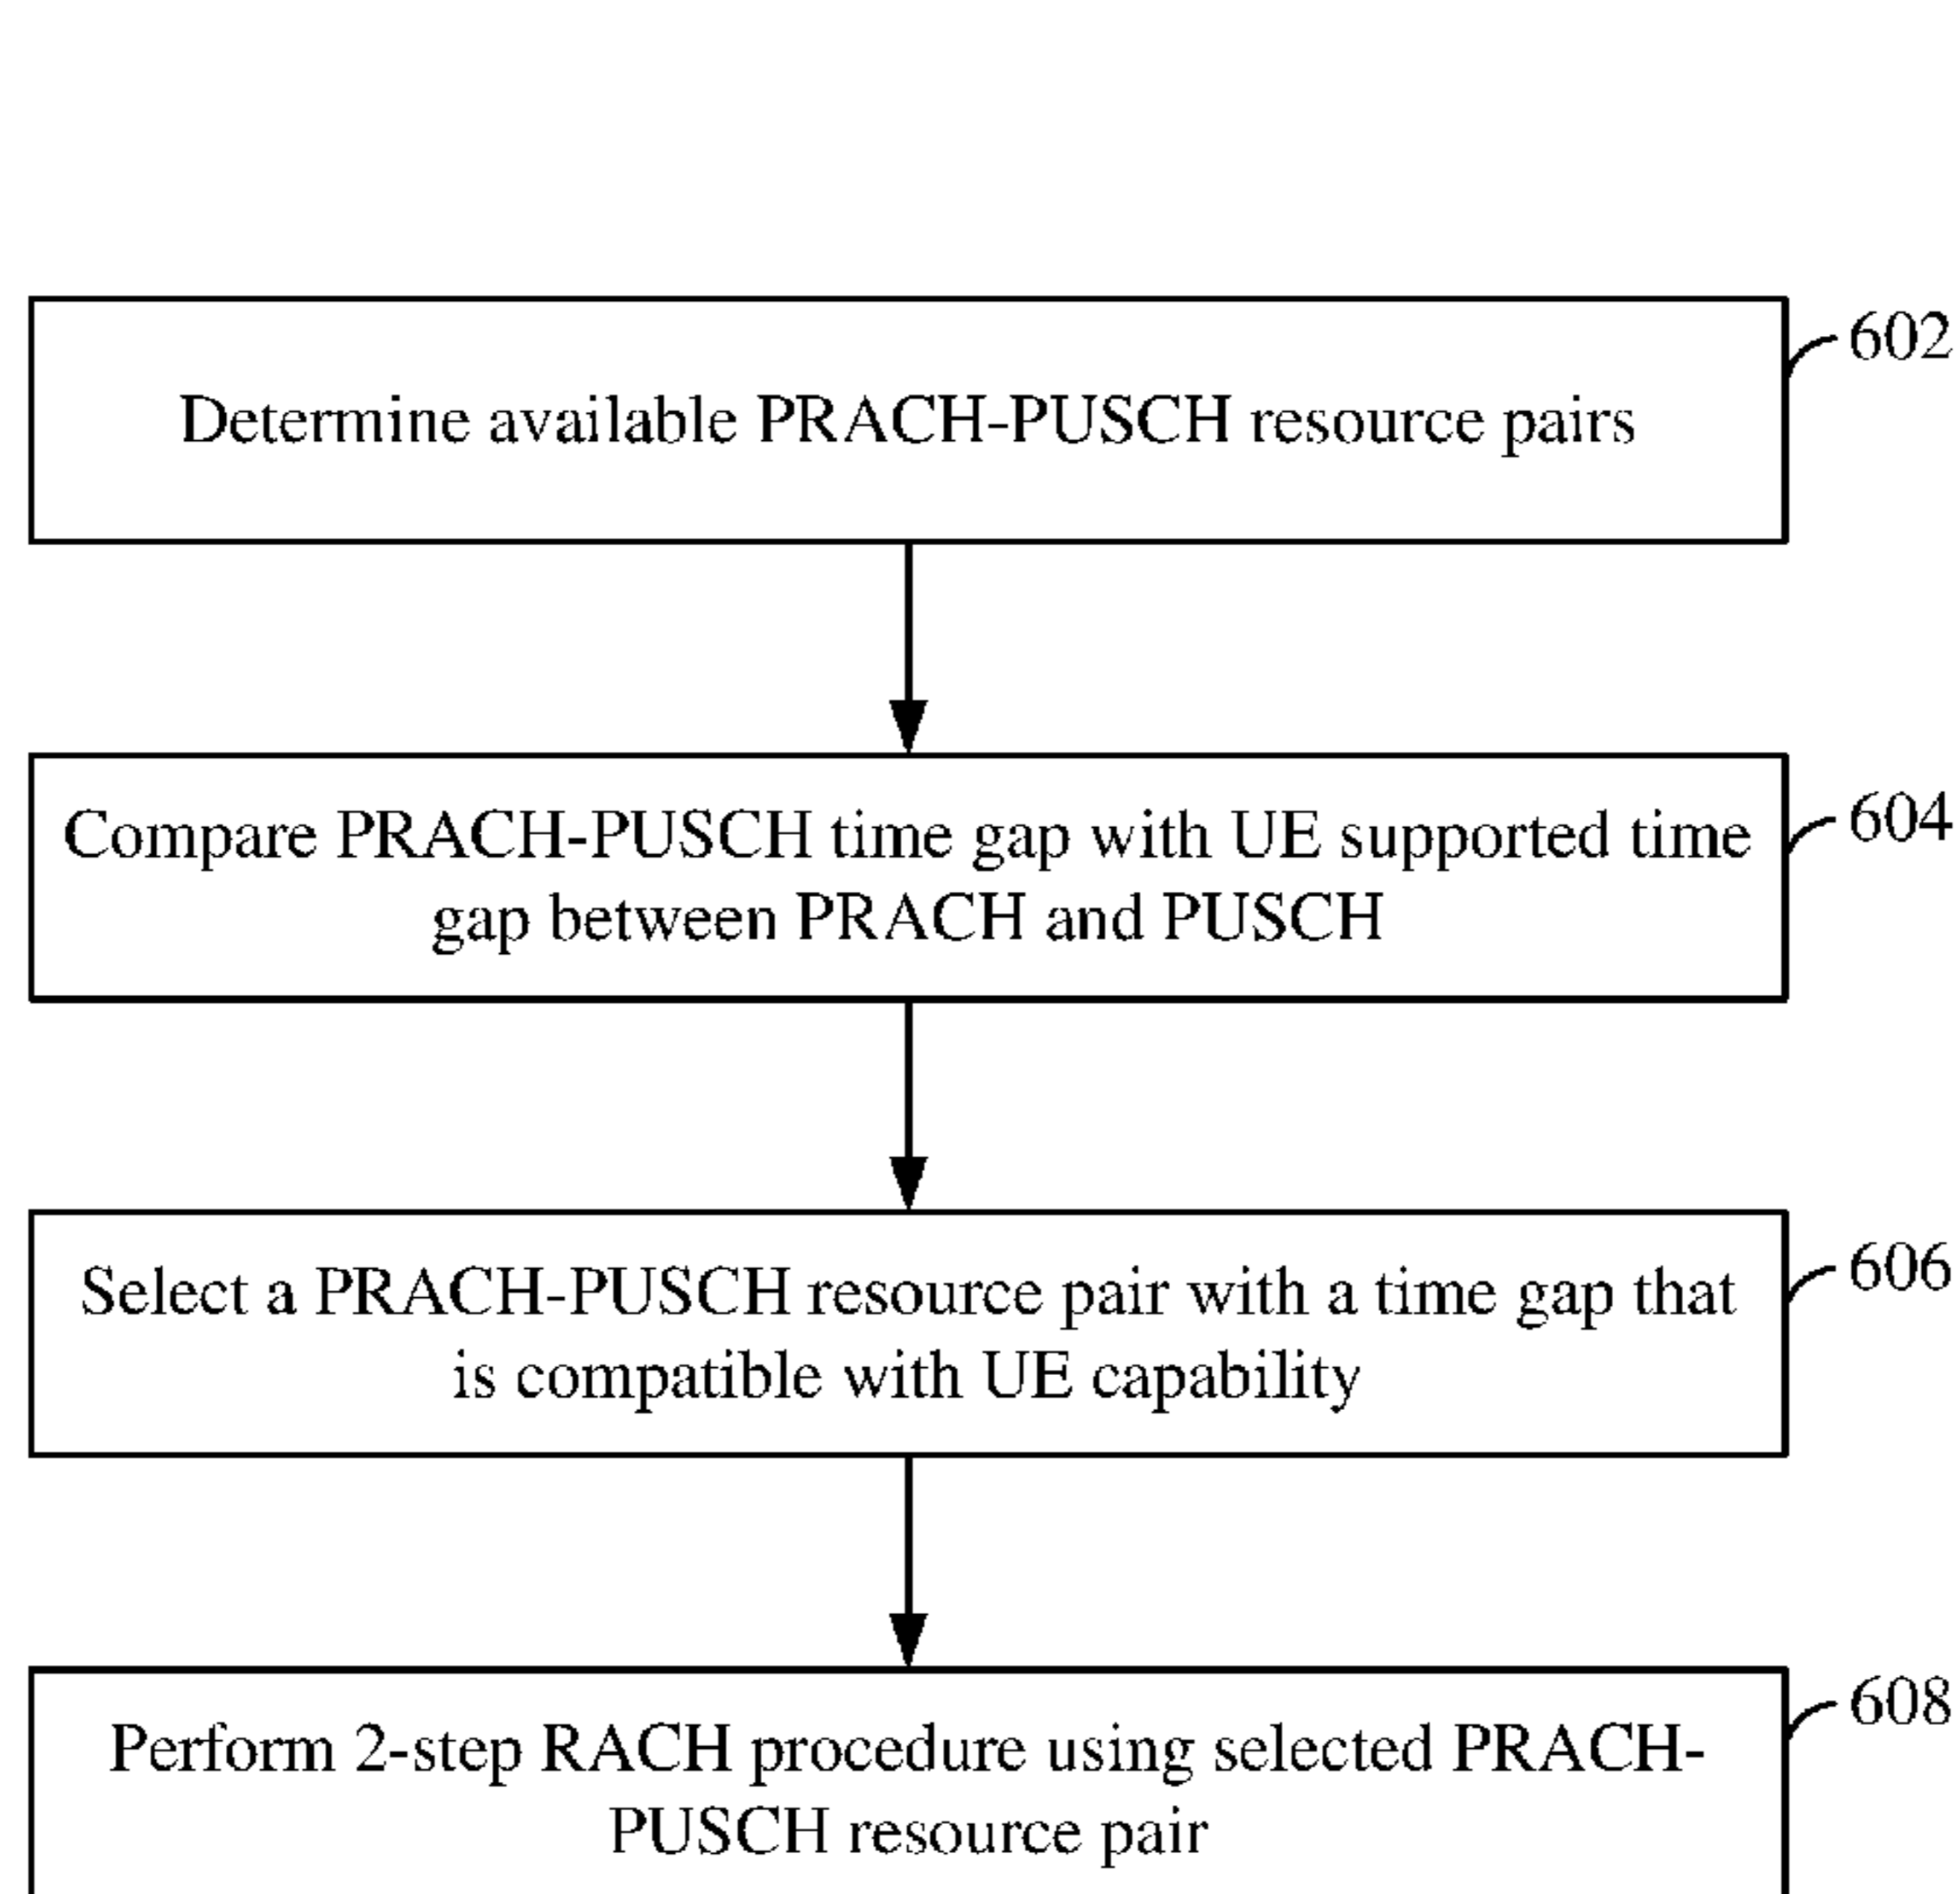 602
Determine available PRACH-PUSCH resource pairs
604
Compare PRACH-PUSCH time gap with UE supported time
gap between PRACH and PUSCH
606
Select a PRACH-PUSCH resource pair with a time gap that
is compatible with UE capability
608
Perform 2-step RACH procedure using selected PRACH-
PUSCH resource pair